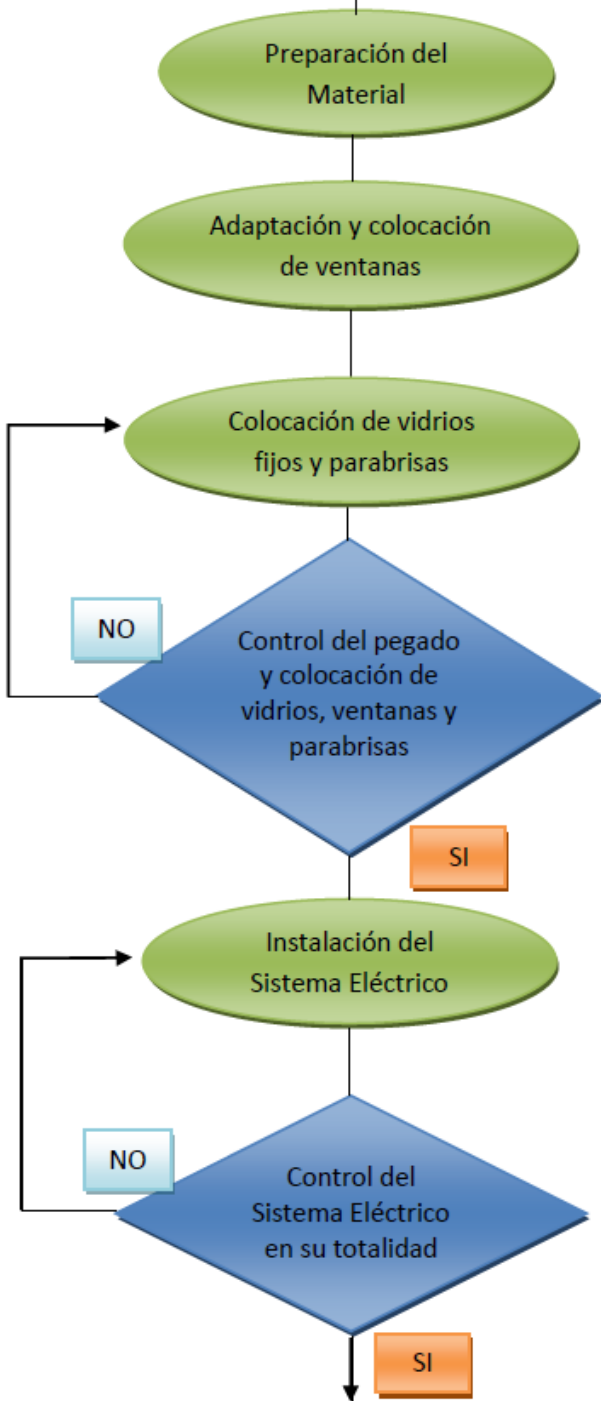 Preparación del
Material
Adaptación y colocación
de ventanas
Colocación de vidrios
fijos y parabrisas
NO
Control del pegado
y colocación de
vidrios, ventanas y
parabrisas
SI
Instalación del
Sistema Eléctrico
NO
Control del
Sistema Eléctrico
en su totalidad
SI